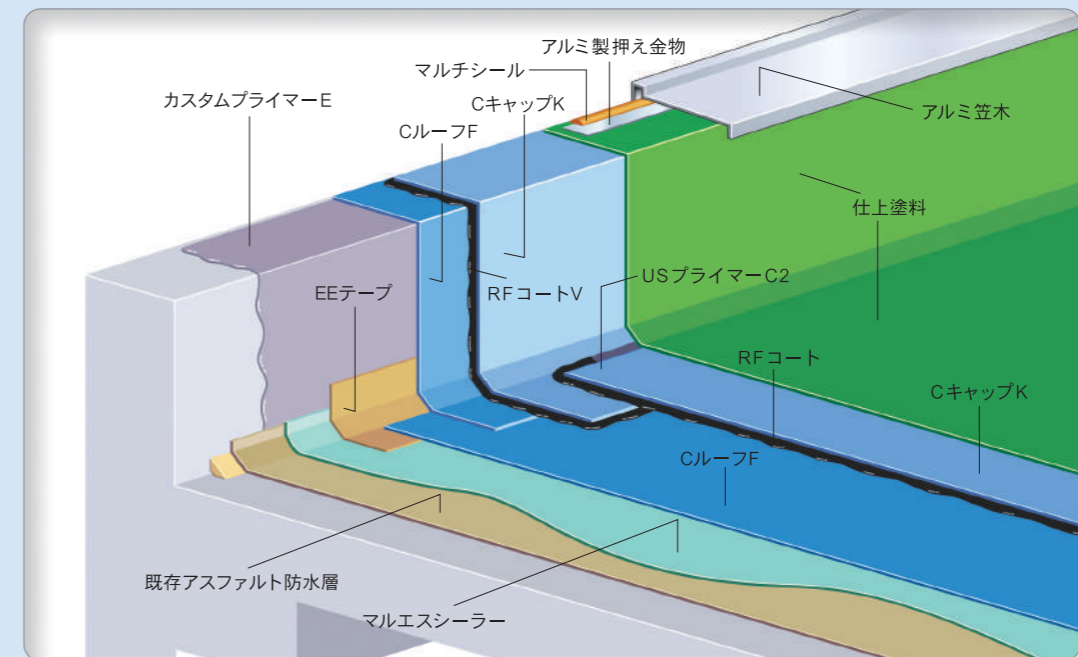 アルミ製押え金物
マルチシール
カスタムプライマーE
CキャップK
アルミ笠木
CルーフF
仕上塗料
USプライマーC2
EEテープ
RFコートV
RFコート
CキャップK
CルーフF
既存アスファルト防水層
マルエスシーラー